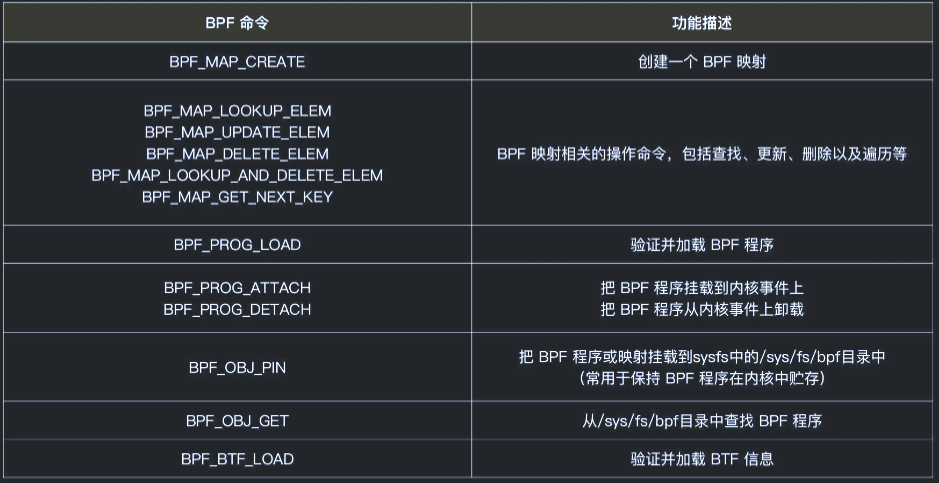 BPF 命令
功能描述
BPF_MAP_CREATE
创建一个 BPF 映射
BPF_MAP_LOOKUP_ELEM
BPF_MAP_UPDATE_ELEM
BPF_MAP_DELETE_ELEM
BPF_MAP_LOOKUP_AND_DELETE_ELEM
BPF_MAP_GET_NEXT_KEY
BPF 映射相关的操作命令，包括查找、更新、删除以及遍历等
BPF_PROG_LOAD
验证并加载 BPF 程序
BPF_PROG_ATTACH
BPF_PROG_DETACH
把 BPF 程序挂载到内核事件上
把 BPF 程序从内核事件上卸载
BPF_OBJ_PIN
把 BPF 程序或映射挂载到sysfs中的/sys/fs/bpf目录中
（常用于保持 BPF 程序在内核中贮存）
BPF_OBJ_GET
从/sys/fs/bpf目录中查找 BPF 程序
BPF_BTF_LOAD
验证并加载 BTF 信息